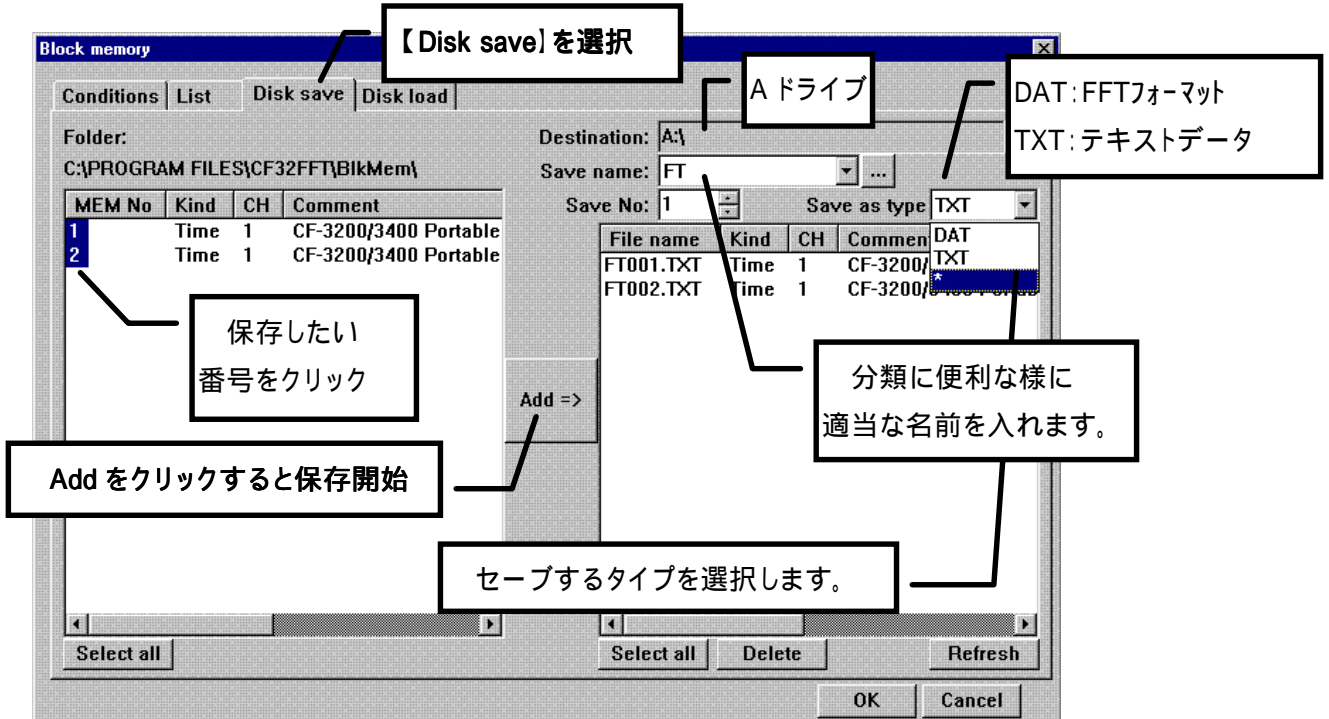 【Disk save】を選択
Block memory
Conditions List Disk save Disk load
A ドライブ
DAT:FFTフォーマット
TXT:テキストデータ
Folder:
C:\PROGRAM FILES\CF32FFT\BlkMem\
Destination: A:\
Save name: FT ...
Save No: 1 Save as type TXT
DAT
TXT
*
MEM No Kind CH Comment
1 Time 1 CF-3200/3400 Portable
2 Time 1 CF-3200/3400 Portable
File name Kind CH Commen
FT001.TXT Time 1 CF-3200/
FT002.TXT Time 1 CF-3200/
保存したい
番号をクリック
Add =>
分類に便利な様に
適当な名前を入れます。
Add をクリックすると保存開始
セーブするタイプを選択します。
Select all
Select all Delete Refresh
OK Cancel